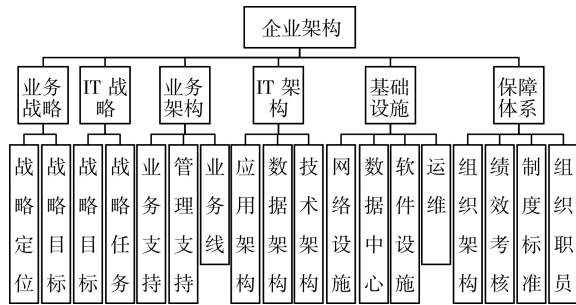 企业架构
业务
战略
IT 战
略
业务
架构
IT 架
构
基础
设施
保障
体系
战略定位
战略目标
战略目标
战略任务
业务支持
管理支持
业务线
应用架构
数据架构
技术架构
网络设施
数据中心
软件设施
运维
组织架构
绩效考核
制度标准
组织职员